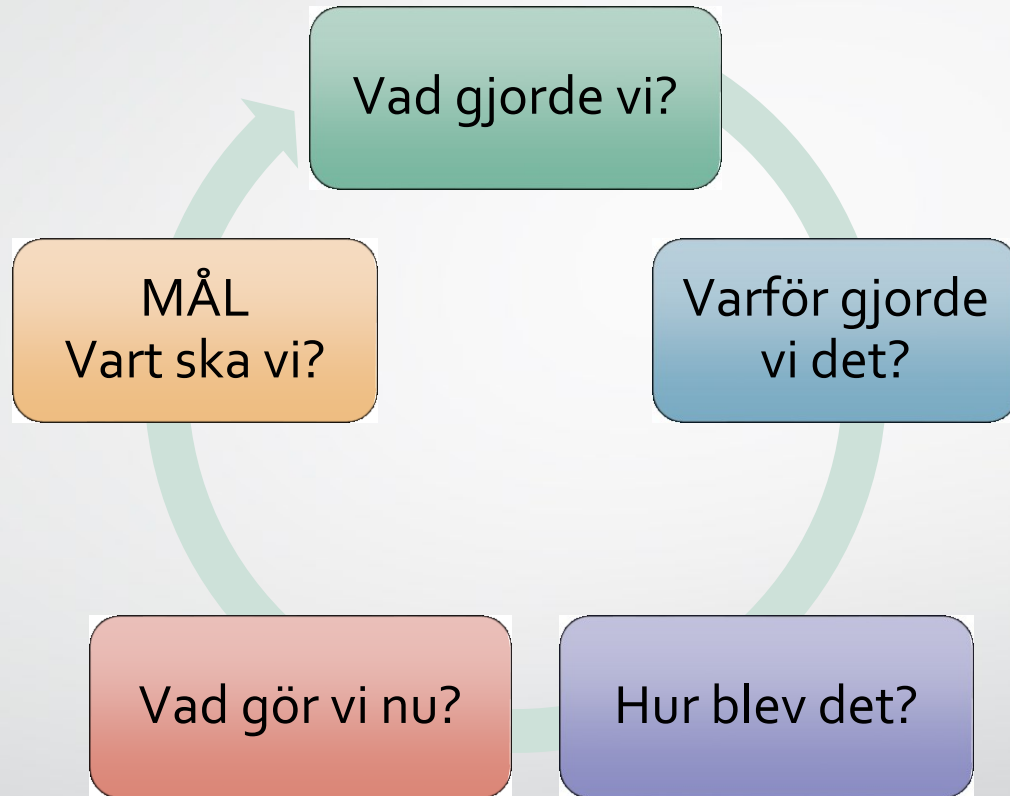 Vad gjorde vi?
Varför gjorde
vi det?
Hur blev det?
Vad gör vi nu?
MÅL
Vart ska vi?